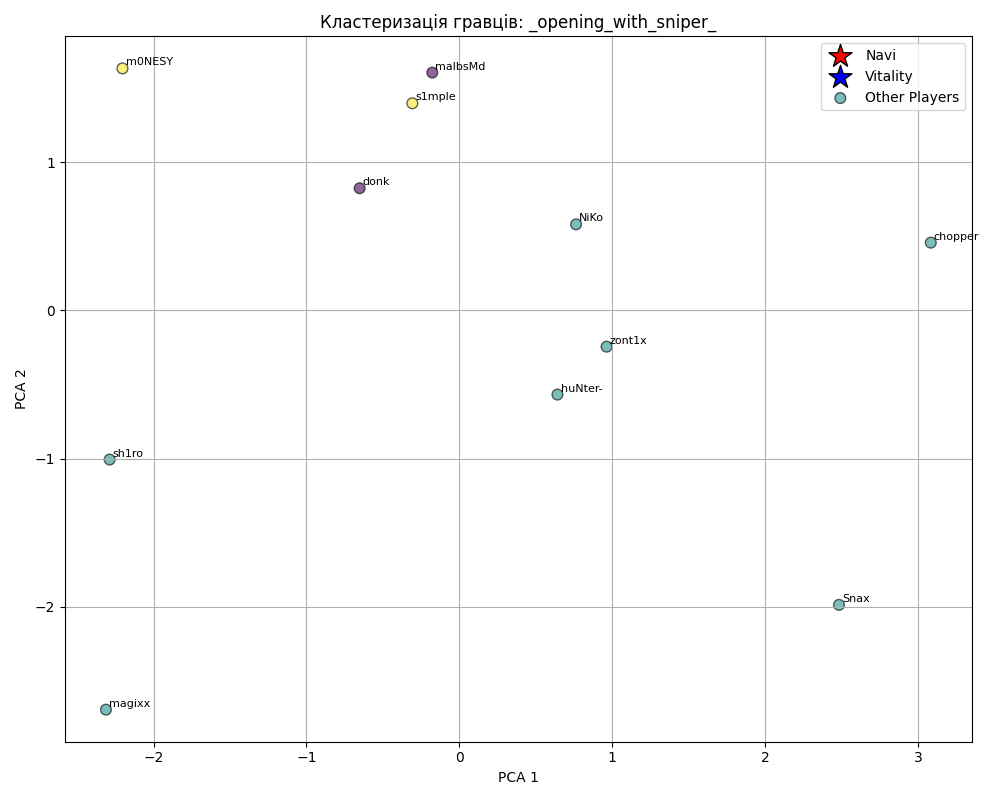 Кластеризація гравців: _opening_with_sniper_
m0NESY
malbsMd
s1mple
donk
NiKo
chopper
zont1x
huNter-
sh1ro
Snax
magixx
Navi
Vitality
Other Players
1
0
−1
−2
PCA 2
−2
−1
0
1
2
3
PCA 1